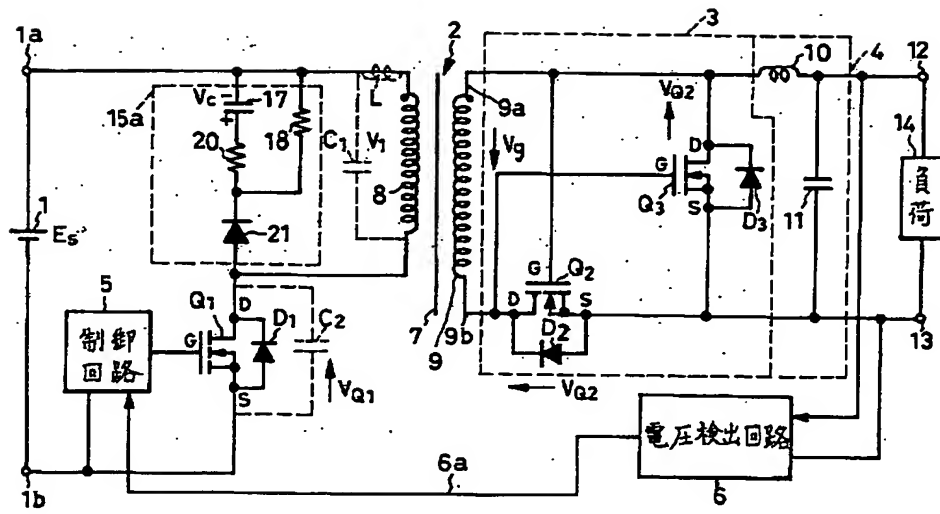 1a
2
3
10
4
12
Vc
17
L
9a
VQ2
15a
+
18
C1
V1
Vg
D
14
20
8
G
負荷
1
Q3
S
D3
11
Es
21
G
Q2
5
Q1
D
D
S
制御回路
G
D1
C2
7
9
9b
D2
13
S
VQ1
VQ2
6a
電圧検出回路
1b
6